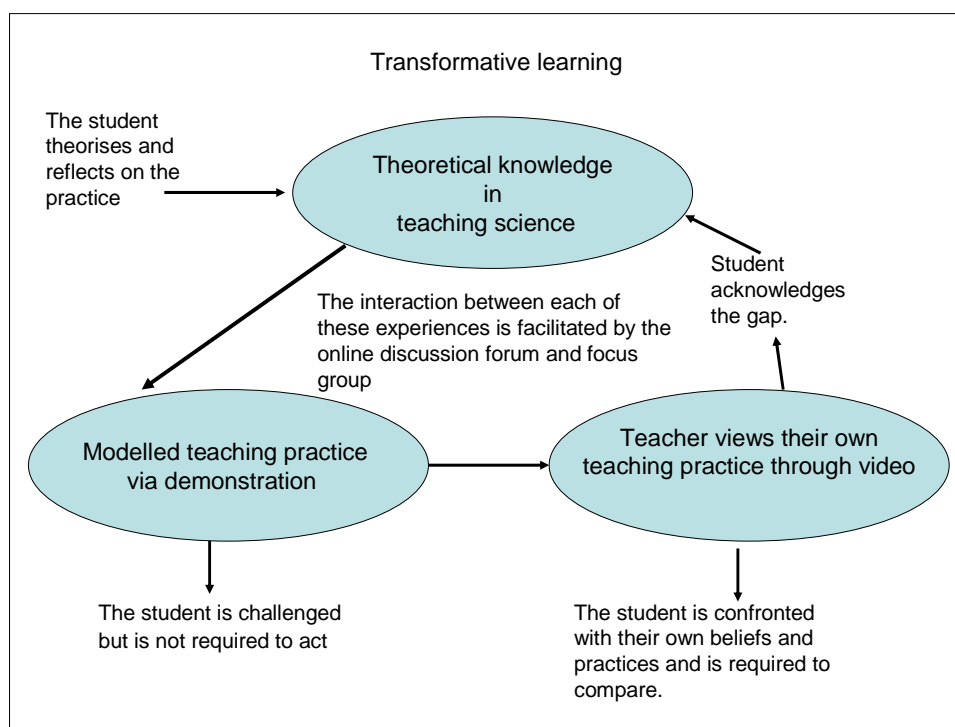 Transformative learning
The student
theorises and
reflects on the
practice
Theoretical knowledge
in
teaching science
Student
acknowledges
the gap.
The interaction between each of
these experiences is facilitated by the
online discussion forum and focus
group
Modelled teaching practice
via demonstration
Teacher views their own
teaching practice through video
The student is challenged
but is not required to act
The student is confronted
with their own beliefs and
practices and is required to
compare.